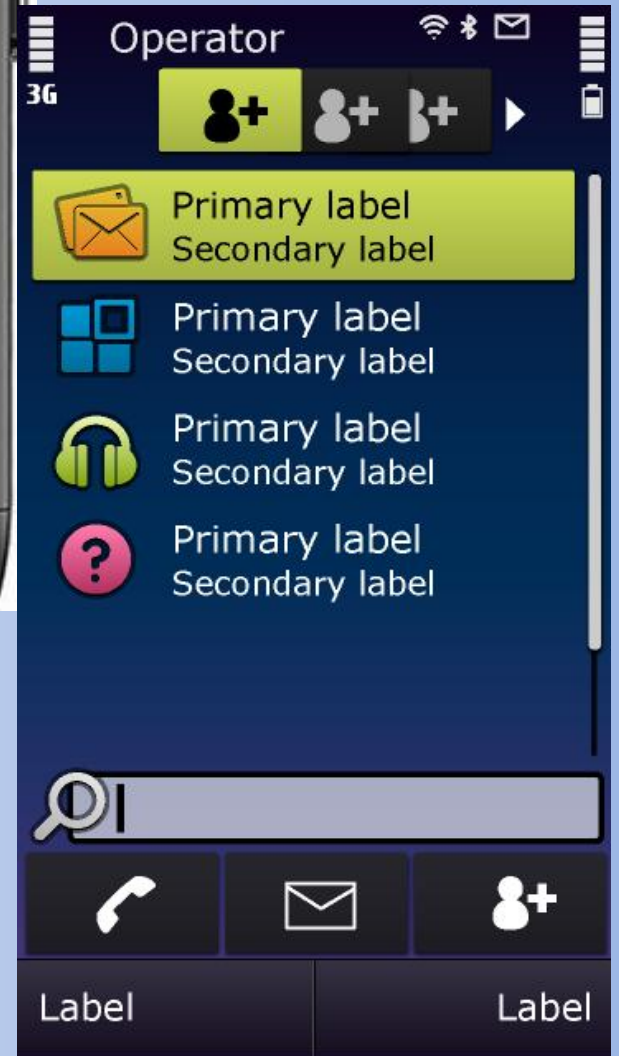 Operator
3G
Primary label
Secondary label
Primary label
Secondary label
Primary label
Secondary label
?
Primary label
Secondary label
Label
Label